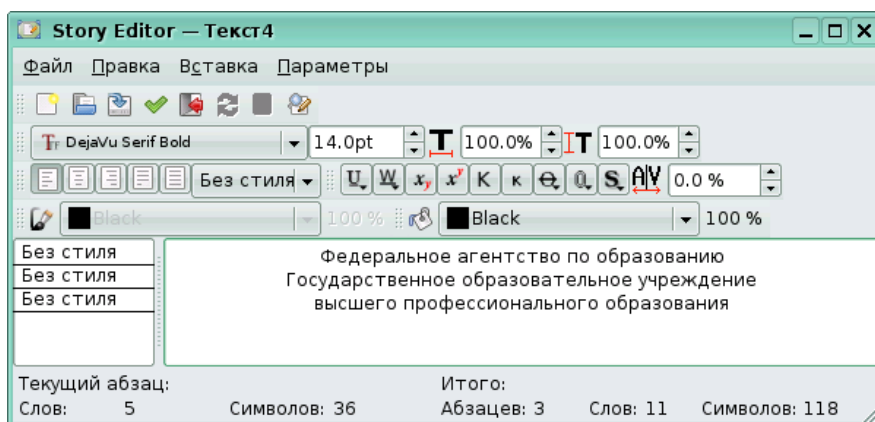 Story Editor — Текст4
Файл Правка Вставка Параметры
DejaVu Serif Bold 14.0pt 100.0% 100.0%
Без стиля 0.0 %
Black 100 % Black 100 %
Без стиля
Без стиля
Без стиля
Федеральное агентство по образованию
Государственное образовательное учреждение
высшего профессионального образования
Текущий абзац: Итого:
Слов: 5 Символов: 36 Абзацев: 3 Слов: 11 Символов: 118